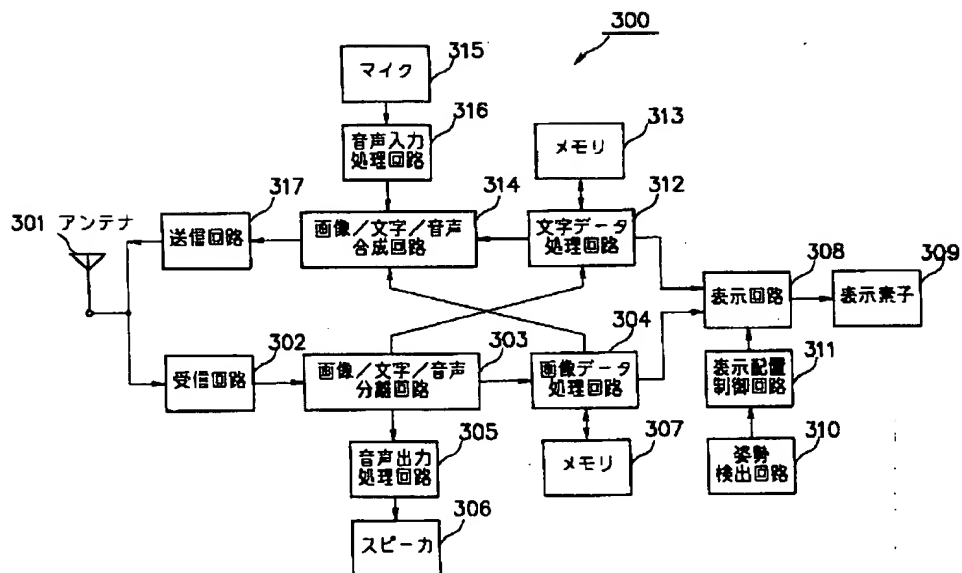 300
315
マイク
316
音声入力
処理回路
313
メモリ
317
314
312
301 アンテナ
送信回路
画像/文字/音声
合成回路
文字データ
処理回路
308
309
表示回路
表示素子
302
303
304
311
受信回路
画像/文字/音声
分離回路
画像データ
処理回路
表示配置
制御回路
305
307
310
音声出力
処理回路
メモリ
姿勢
検出回路
306
スピーカ